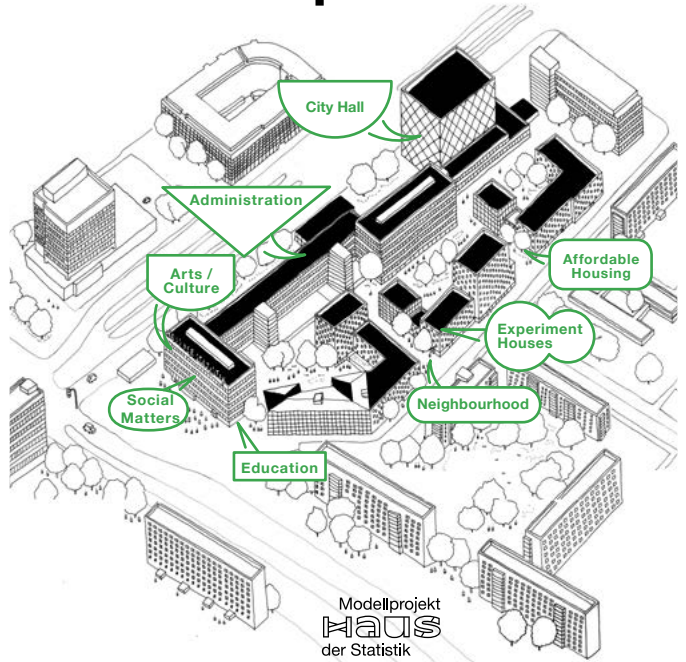 City Hall
Administration
Arts /
Culture
Affordable
Housing
Experiment
Houses
Social
Matters
Neighbourhood
Education
Modellprojekt
Haus
der Statistik